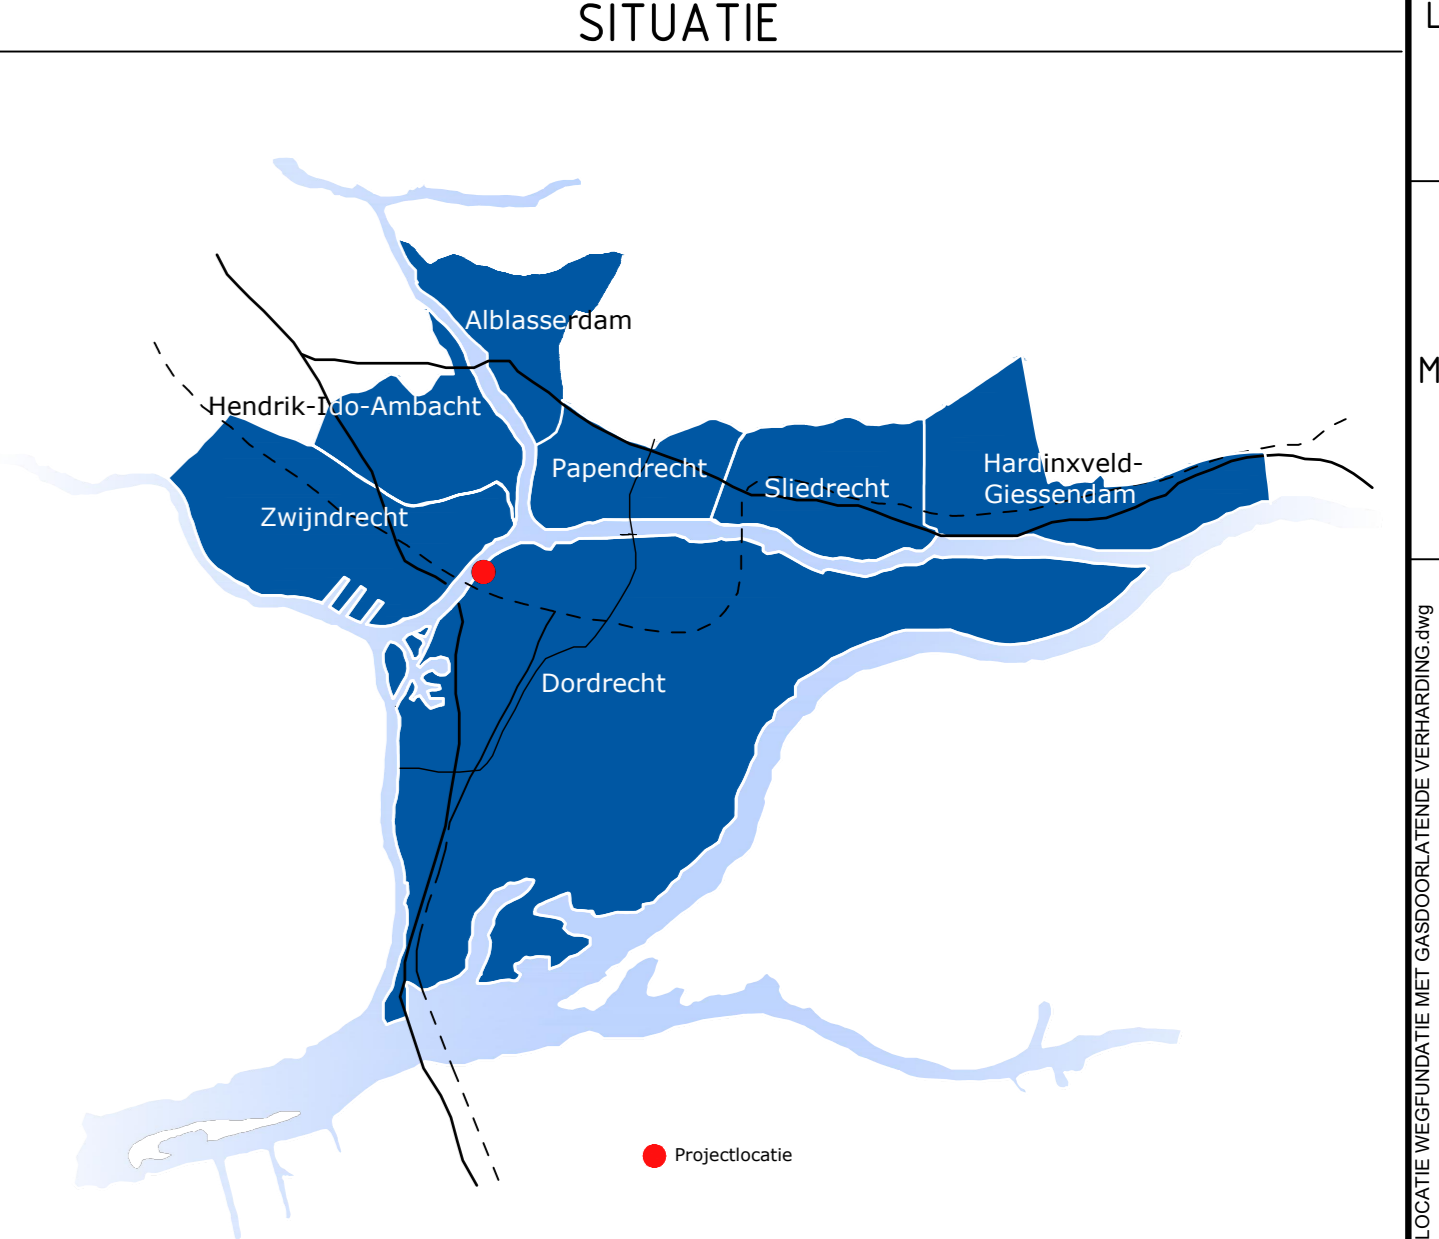 SITUATIE
L
M
Alblasserdam
Hendrik-Ido-Ambacht
Papendrecht
Sliedrecht
Hardinxveld-
Giessendam
Zwijndrecht
Dordrecht
Projectlocatie
LOCATIE WEGFUNDATIE MET GASDOORLATENDE VERHARDING.dwg